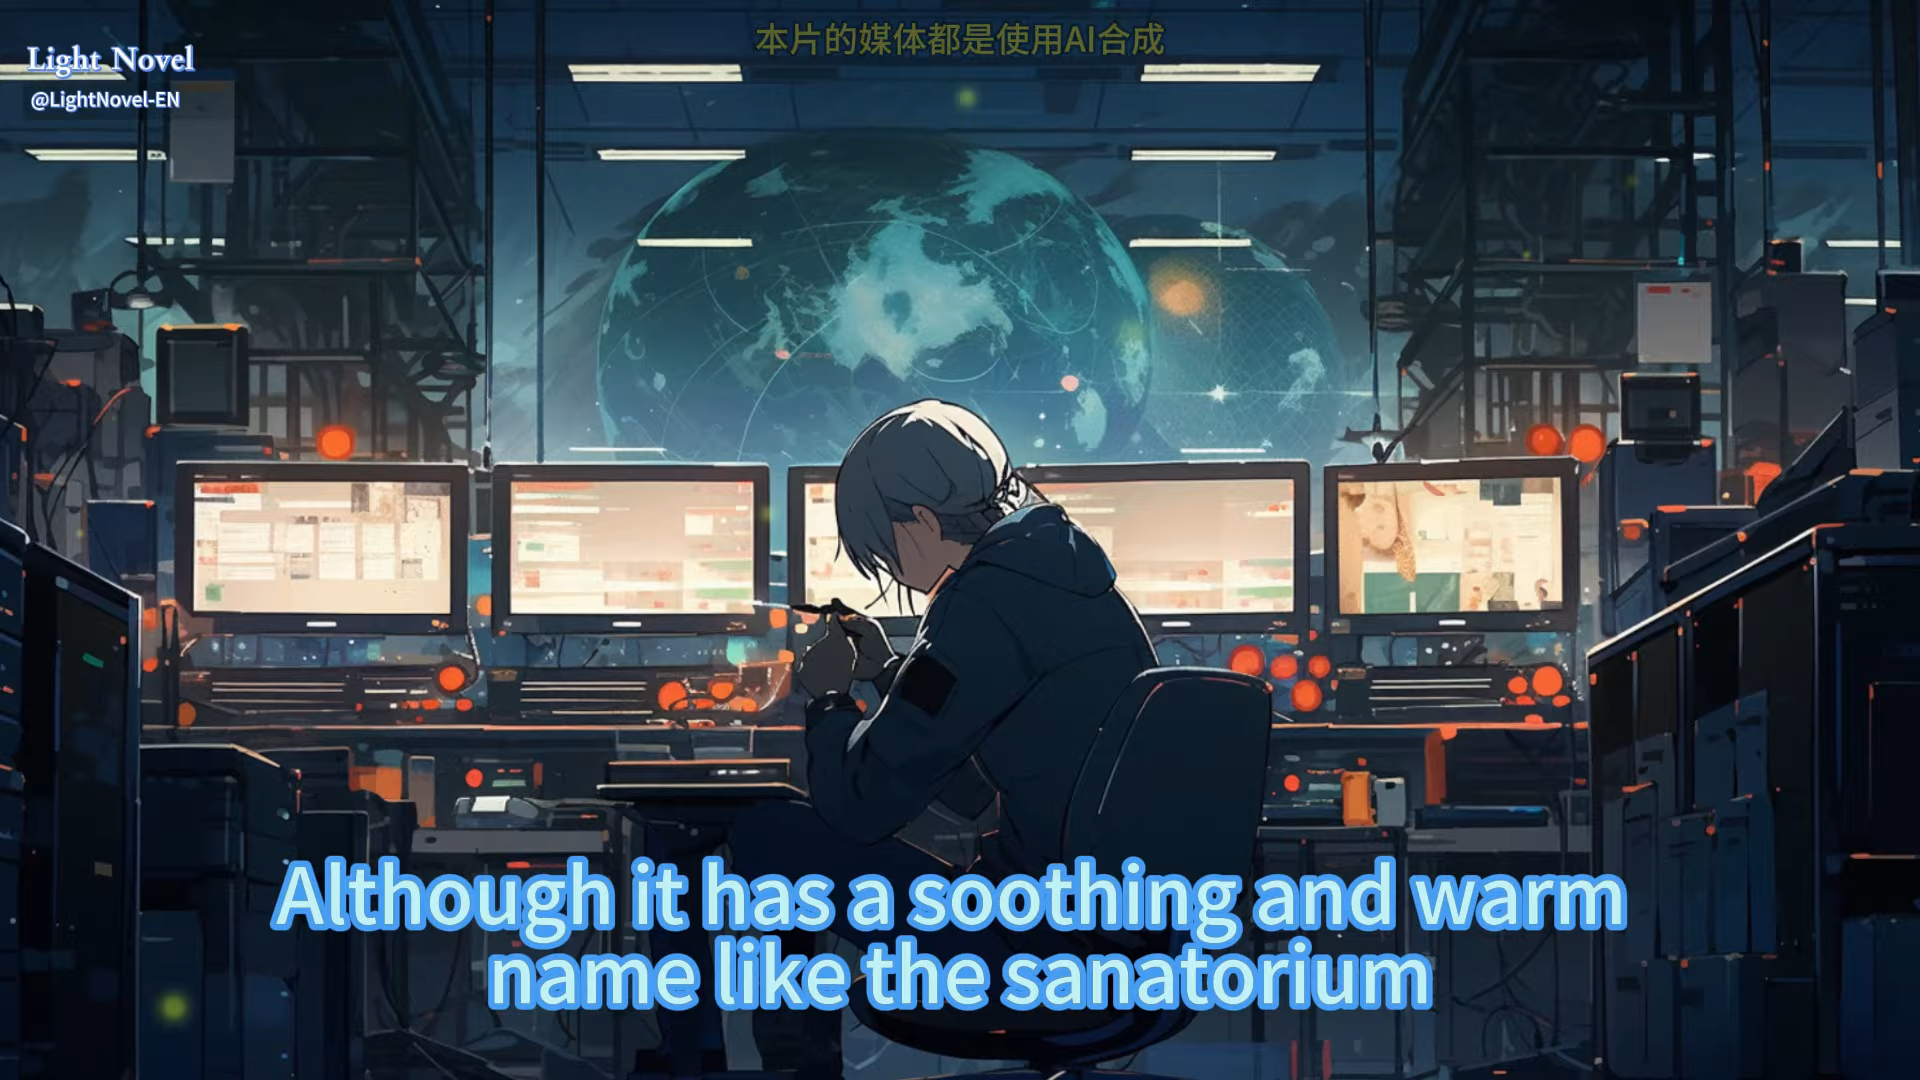 本片的媒体都是使用AI合成
Light Novel
@LightNovel-EN
Although it has a soothing and warm
name like the sanatorium